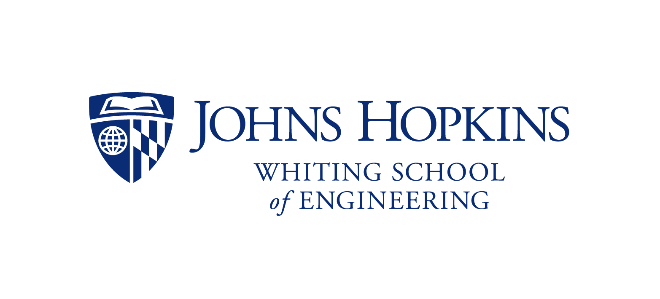 JOHNS HOPKINS
WHITING SCHOOL
of ENGINEERING